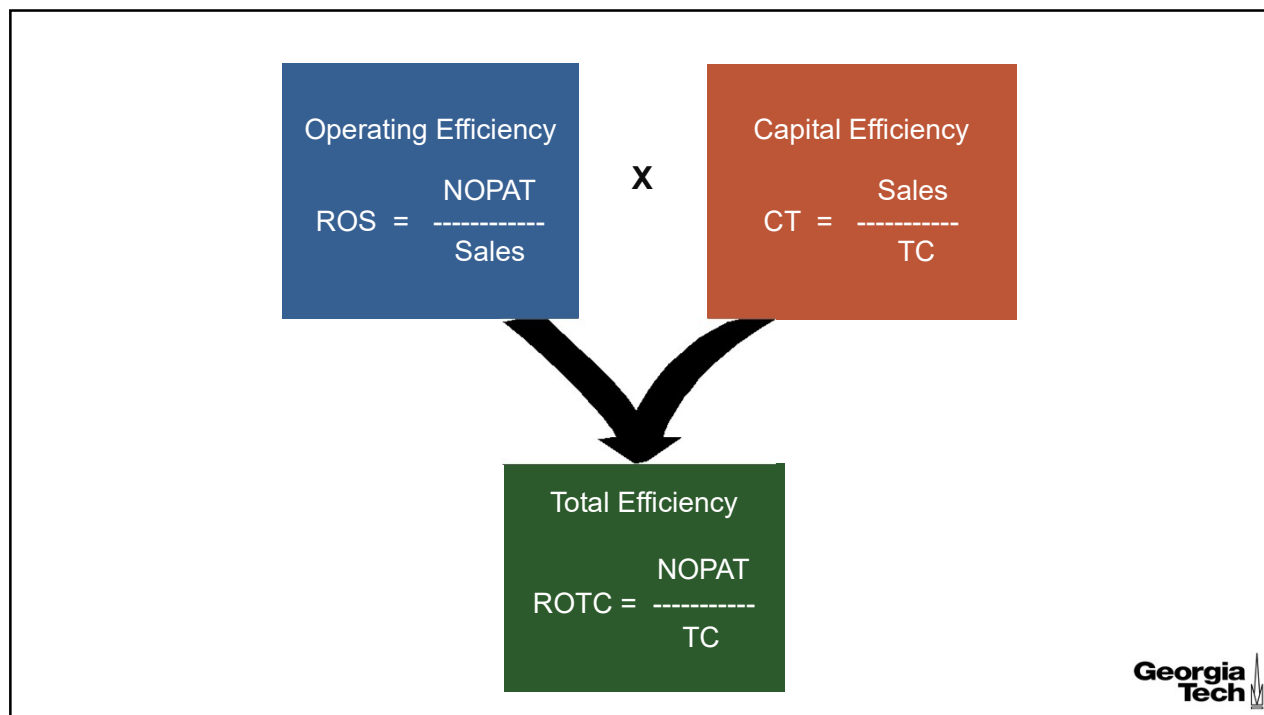 Operating Efficiency
NOPAT
ROS = ------------
Sales
X
Capital Efficiency
Sales
CT = -----------
TC
Total Efficiency
NOPAT
ROTC = -----------
TC
Georgia
Tech